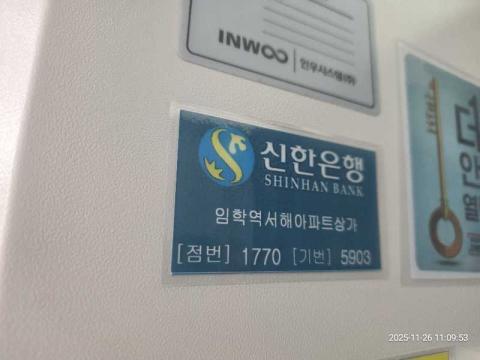 INWOO 인우시스템(주)
신한은행
SHINHAN BANK
임학역서해아파트상가
[점번] 1770 [기번] 5903
2025-11-26 11:09:53